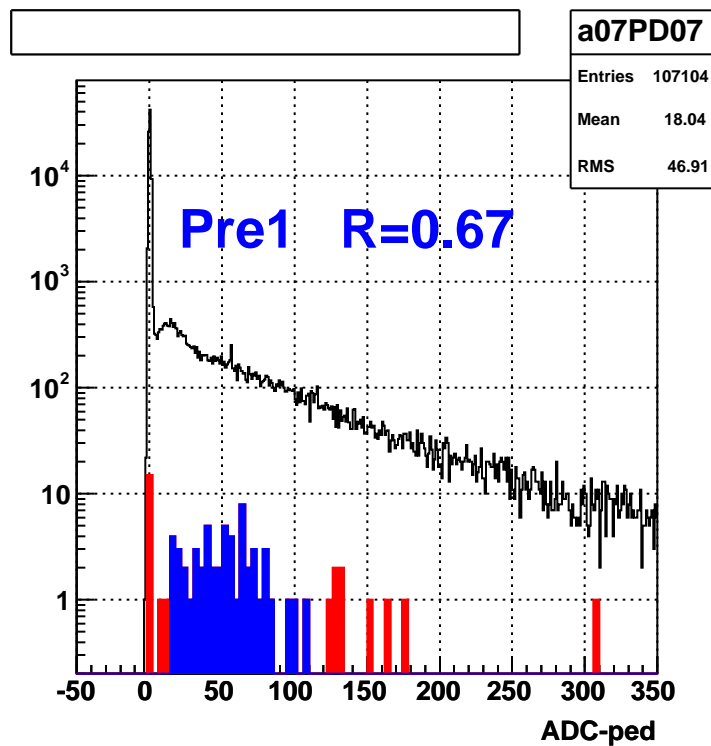 a07PD07
Entries 107104
Mean 18.04
RMS 46.91
Pre1 R=0.67
10^4
10^3
10^2
10
1
-50 0 50 100 150 200 250 300 350
ADC-ped